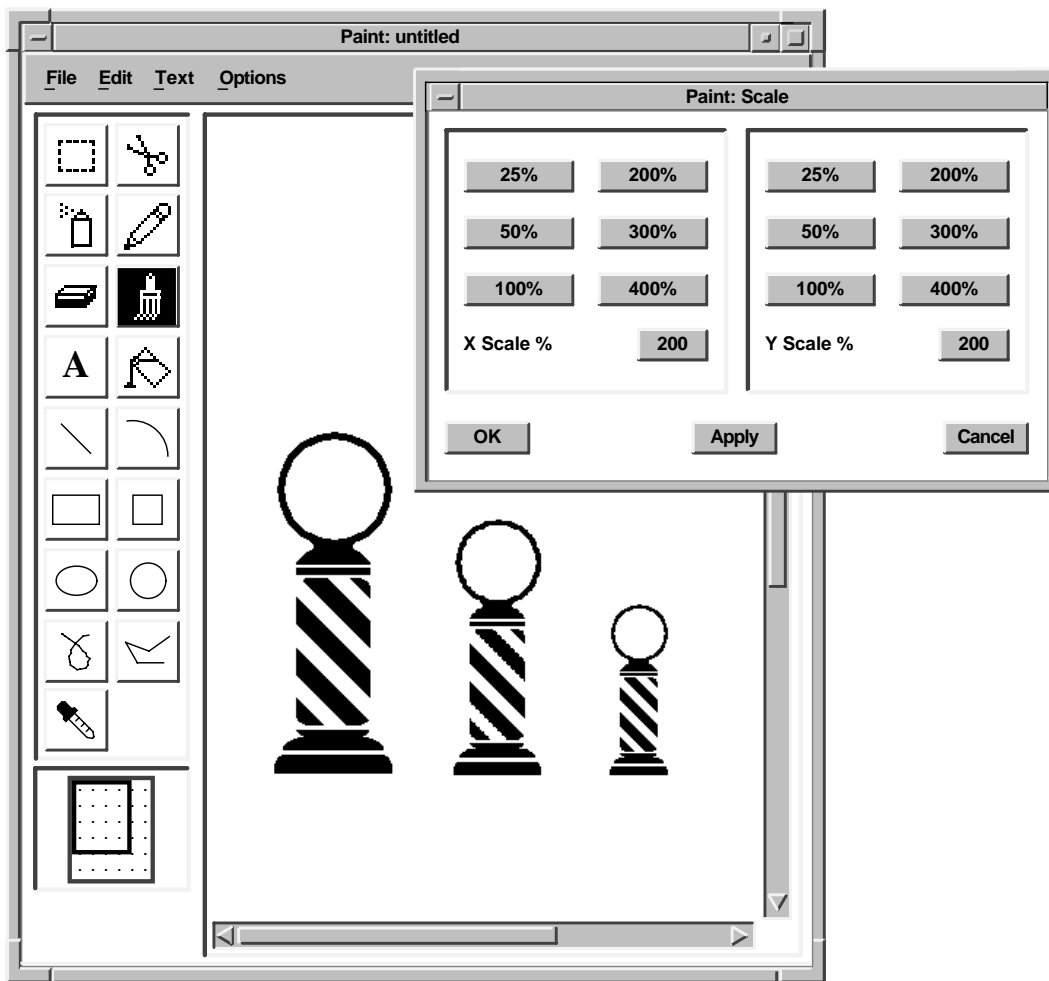 Paint: untitled
File Edit Text Options
A
Paint: Scale
25% 200%
50% 300%
100% 400%
X Scale % 200
25% 200%
50% 300%
100% 400%
Y Scale % 200
OK Apply Cancel